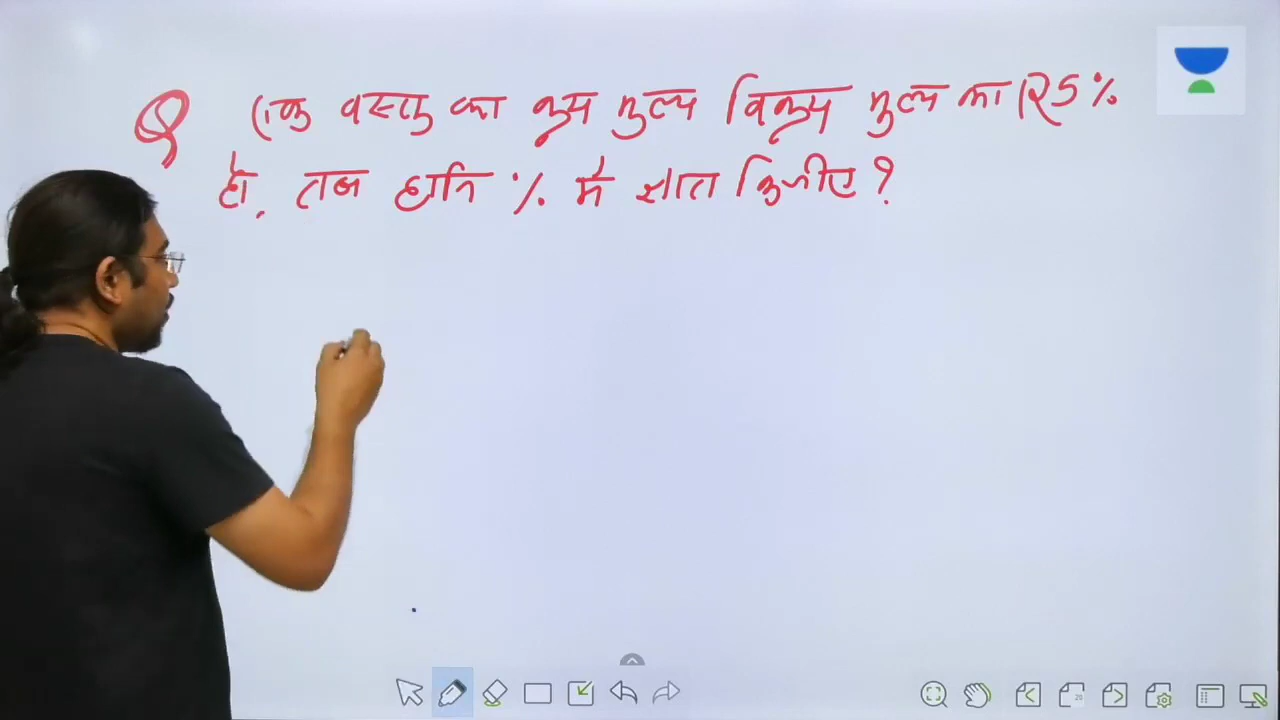 Q एक वस्तु का क्रय मुल्य विक्रय मुल्य का 125%
हो, तब हानि % में ज्ञात किजीए ?